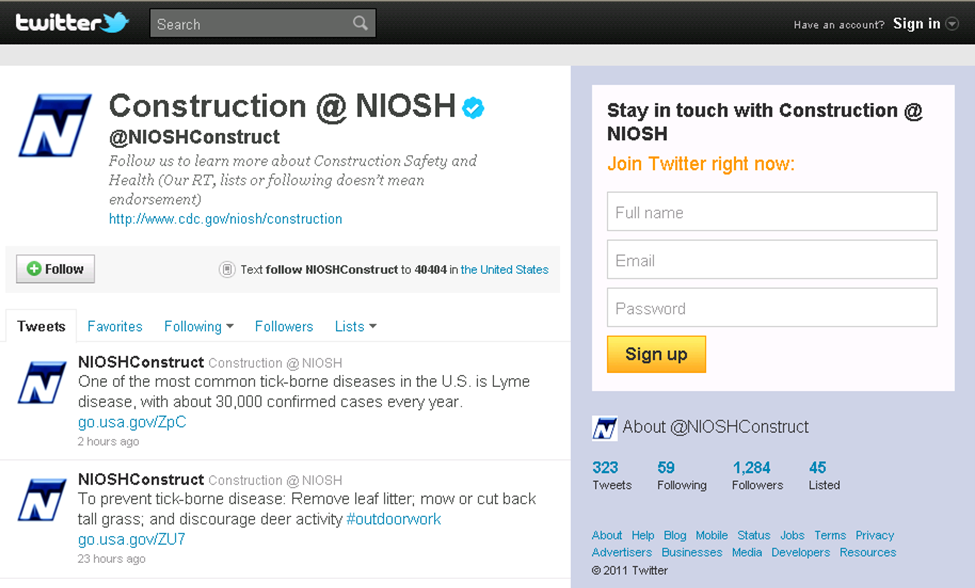 twitter
Search
Have an account? Sign in
Construction @ NIOSH
@NIOSHConstruct
Follow us to learn more about Construction Safety and
Health (Our RT, lists or following doesn't mean
endorsement)
http://www.cdc.gov/niosh/construction
Follow
Text follow NIOSHConstruct to 40404 in the United States
Tweets Favorites Following Followers Lists
NIOSHConstruct Construction @ NIOSH
One of the most common tick-borne diseases in the U.S. is Lyme
disease, with about 30,000 confirmed cases every year.
go.usa.gov/ZpC
2 hours ago
NIOSHConstruct Construction @ NIOSH
To prevent tick-borne disease: Remove leaf litter; mow or cut back
tall grass; and discourage deer activity #outdoorwork
go.usa.gov/ZU7
23 hours ago
Stay in touch with Construction @
NIOSH
Join Twitter right now:
Full name
Email
Password
Sign up
About @NIOSHConstruct
323 59 1,284 45
Tweets Following Followers Listed
About Help Blog Mobile Status Jobs Terms Privacy
Advertisers Businesses Media Developers Resources
© 2011 Twitter